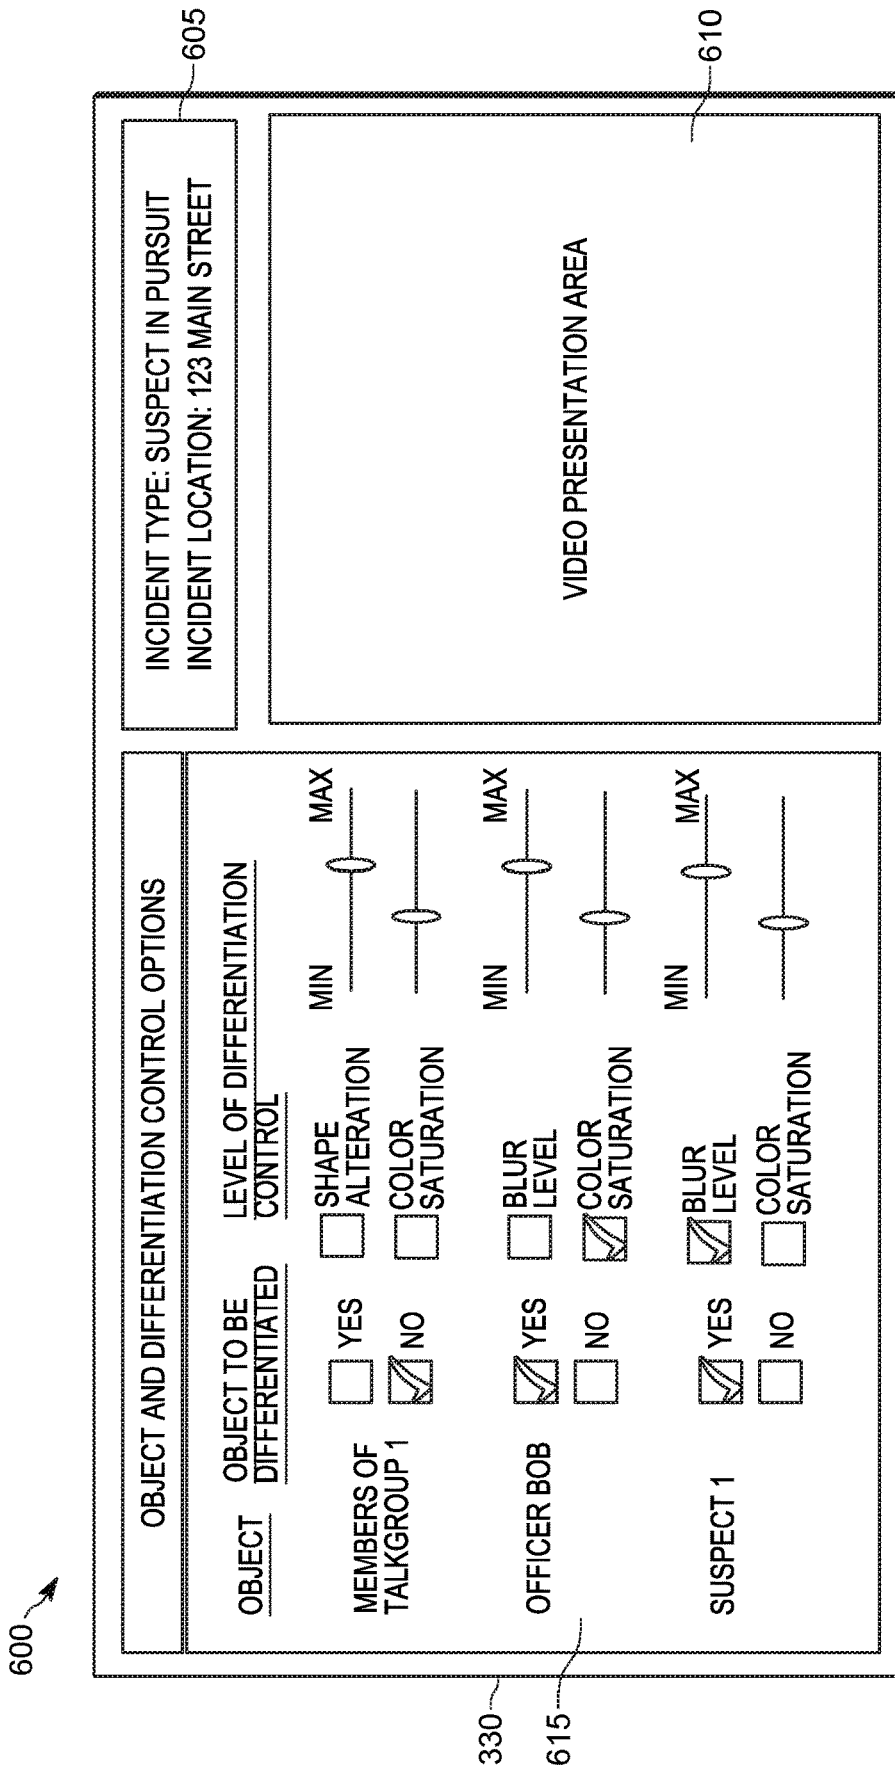 600
330
615
OBJECT AND DIFFERENTIATION CONTROL OPTIONS
OBJECT
OBJECT TO BE
DIFFERENTIATED
LEVEL OF DIFFERENTIATION
CONTROL
MEMBERS OF
TALKGROUP 1
YES
NO
SHAPE
ALTERATION
MIN
MAX
COLOR
SATURATION
OFFICER BOB
YES
NO
BLUR
LEVEL
MIN
MAX
COLOR
SATURATION
SUSPECT 1
YES
NO
BLUR
LEVEL
MIN
MAX
COLOR
SATURATION
INCIDENT TYPE: SUSPECT IN PURSUIT
INCIDENT LOCATION: 123 MAIN STREET
605
VIDEO PRESENTATION AREA
610